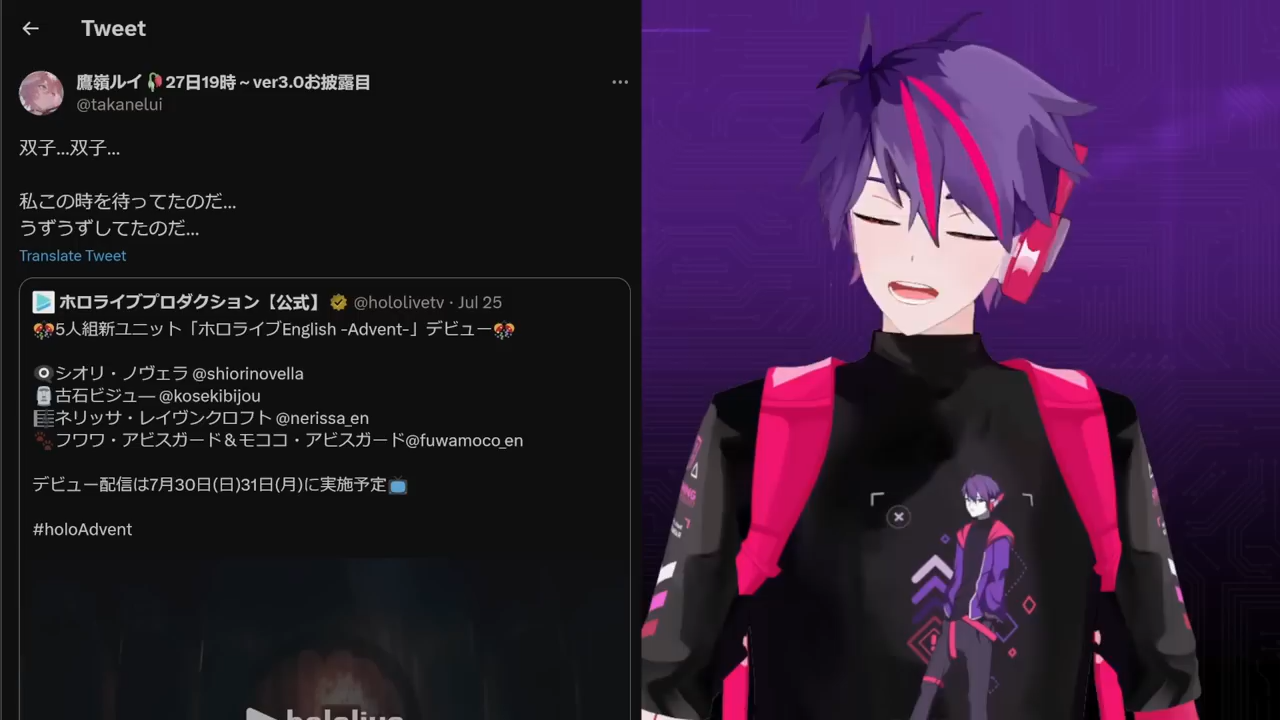 Tweet
鷹嶺ルイ🥀27日19時~ver3.0お披露目
@takanelui
双子...双子...
私この時を待ってたのだ...
うずうずしてたのだ...
Translate Tweet
ホロライブプロダクション【公式】 @hololivetv · Jul 25
🎊5人組新ユニット「ホロライブEnglish -Advent-」デビュー🎊
👁‍🗨シオリ・ノヴェラ @shiorinovella
🗿古石ビジュー @kosekibijou
🎼ネリッサ・レイヴンクロフト @nerissa_en
🐾フワワ・アビスガード＆モココ・アビスガード@fuwamoco_en
デビュー配信は7月30日(日)31日(月)に実施予定📺
#holoAdvent
hololive